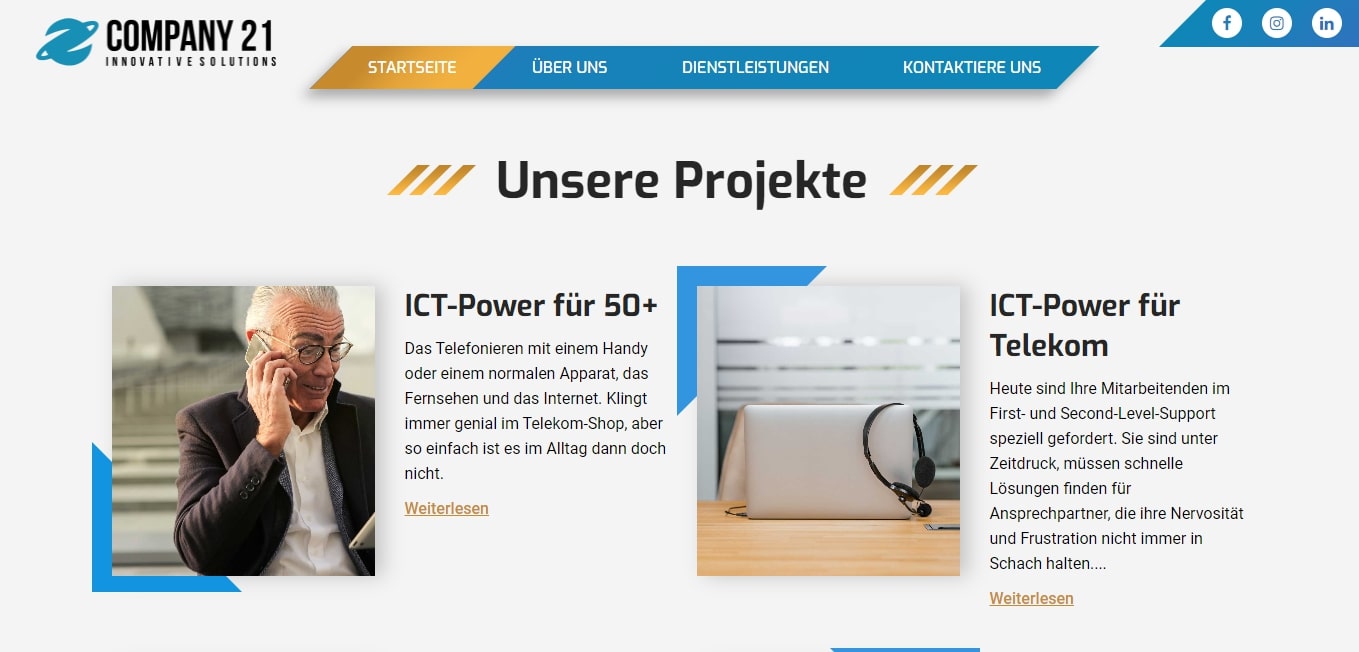 COMPANY 21
INNOVATIVE SOLUTIONS
STARTSEITE
ÜBER UNS
DIENSTLEISTUNGEN
KONTAKTIERE UNS
Unsere Projekte
ICT-Power für 50+
Das Telefonieren mit einem Handy
oder einem normalen Apparat, das
Fernsehen und das Internet. Klingt
immer genial im Telekom-Shop, aber
so einfach ist es im Alltag dann doch
nicht.
Weiterlesen
ICT-Power für
Telekom
Heute sind Ihre Mitarbeitenden im
First- und Second-Level-Support
speziell gefordert. Sie sind unter
Zeitdruck, müssen schnelle
Lösungen finden für
Ansprechpartner, die ihre Nervosität
und Frustration nicht immer in
Schach halten....
Weiterlesen